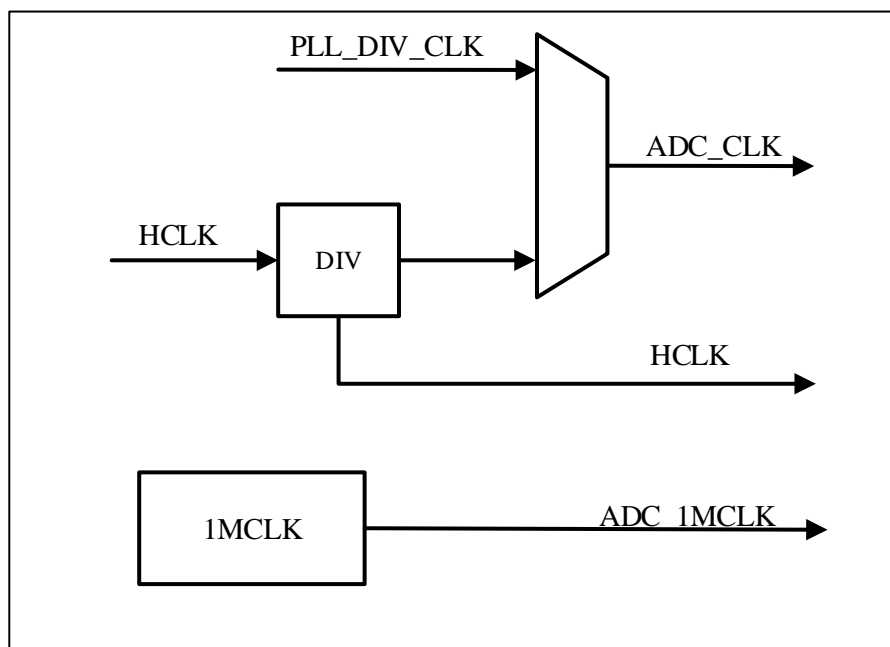 PLL_DIV_CLK
ADC_CLK
HCLK
DIV
HCLK
1MCLK
ADC_1MCLK